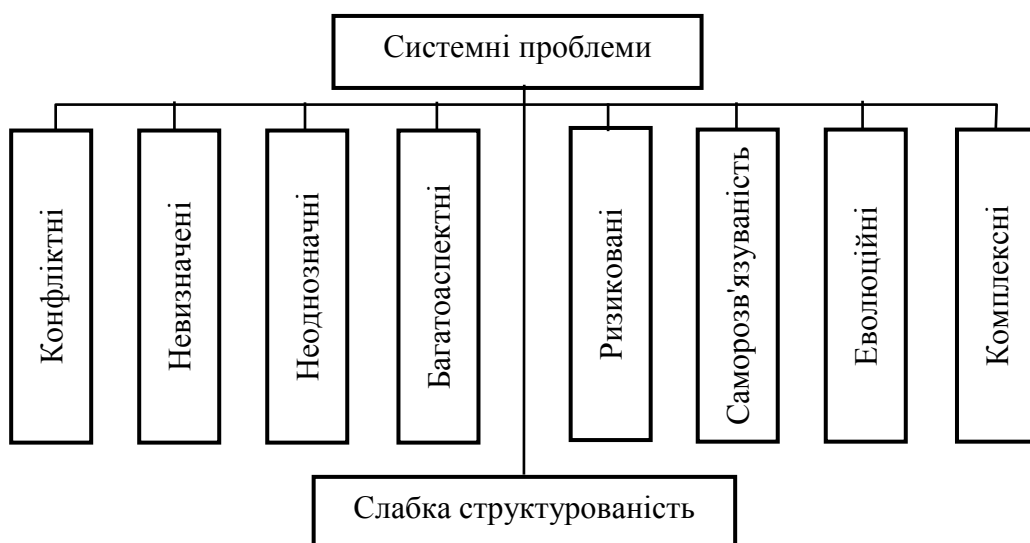 Системні проблеми
Конфліктні
Невизначені
Неоднозначні
Багатоаспектні
Ризиковані
Саморозв'язуваність
Еволюційні
Комплексні
Слабка структурованість